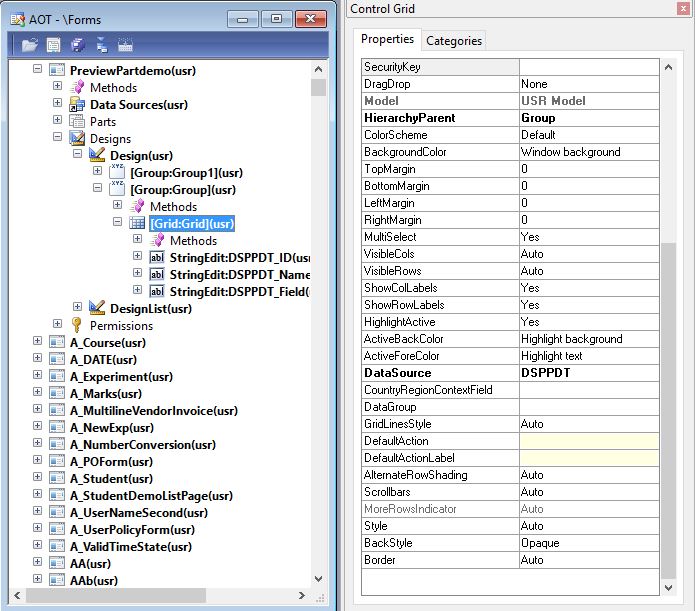 AOT - \Forms
PreviewPartdemo(usr)
Methods
Data Sources(usr)
Parts
Designs
Design(usr)
[Group:Group1](usr)
[Group:Group](usr)
Methods
[Grid:Grid](usr)
Methods
StringEdit:DSPPDT_ID(us
StringEdit:DSPPDT_Name
StringEdit:DSPPDT_Field(
DesignList(usr)
Permissions
A_Course(usr)
A_DATE(usr)
A_Experiment(usr)
A_Marks(usr)
A_MultilineVendorInvoice(usr)
A_NewExp(usr)
A_NumberConversion(usr)
A_POForm(usr)
A_Student(usr)
A_StudentDemoListPage(usr)
A_UserNameSecond(usr)
A_UserPolicyForm(usr)
A_ValidTimeState(usr)
AA(usr)
AAb(usr)
Control Grid
Properties Categories
SecurityKey
DragDrop None
Model USR Model
HierarchyParent Group
ColorScheme Default
BackgroundColor Window background
TopMargin 0
BottomMargin 0
LeftMargin 0
RightMargin 0
MultiSelect Yes
VisibleCols Auto
VisibleRows Auto
ShowColLabels Yes
ShowRowLabels Yes
HighlightActive Yes
ActiveBackColor Highlight background
ActiveForeColor Highlight text
DataSource DSPPDT
CountryRegionContextField
DataGroup
GridLinesStyle Auto
DefaultAction
DefaultActionLabel
AlternateRowShading Auto
Scrollbars Auto
MoreRowsIndicator Auto
Style Auto
BackStyle Opaque
Border Auto